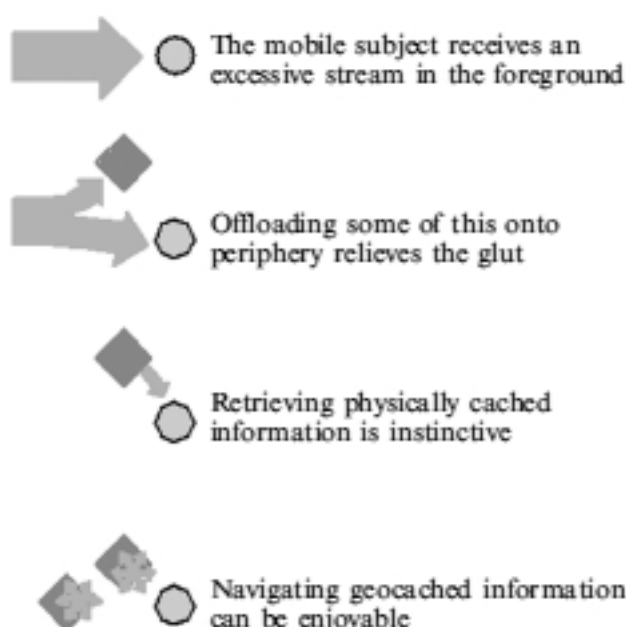 The mobile subject receives an
excessive stream in the foreground
Offloading some of this onto
periphery relieves the glut
Retrieving physically cached
information is instinctive
Navigating geocached information
can be enjoyable